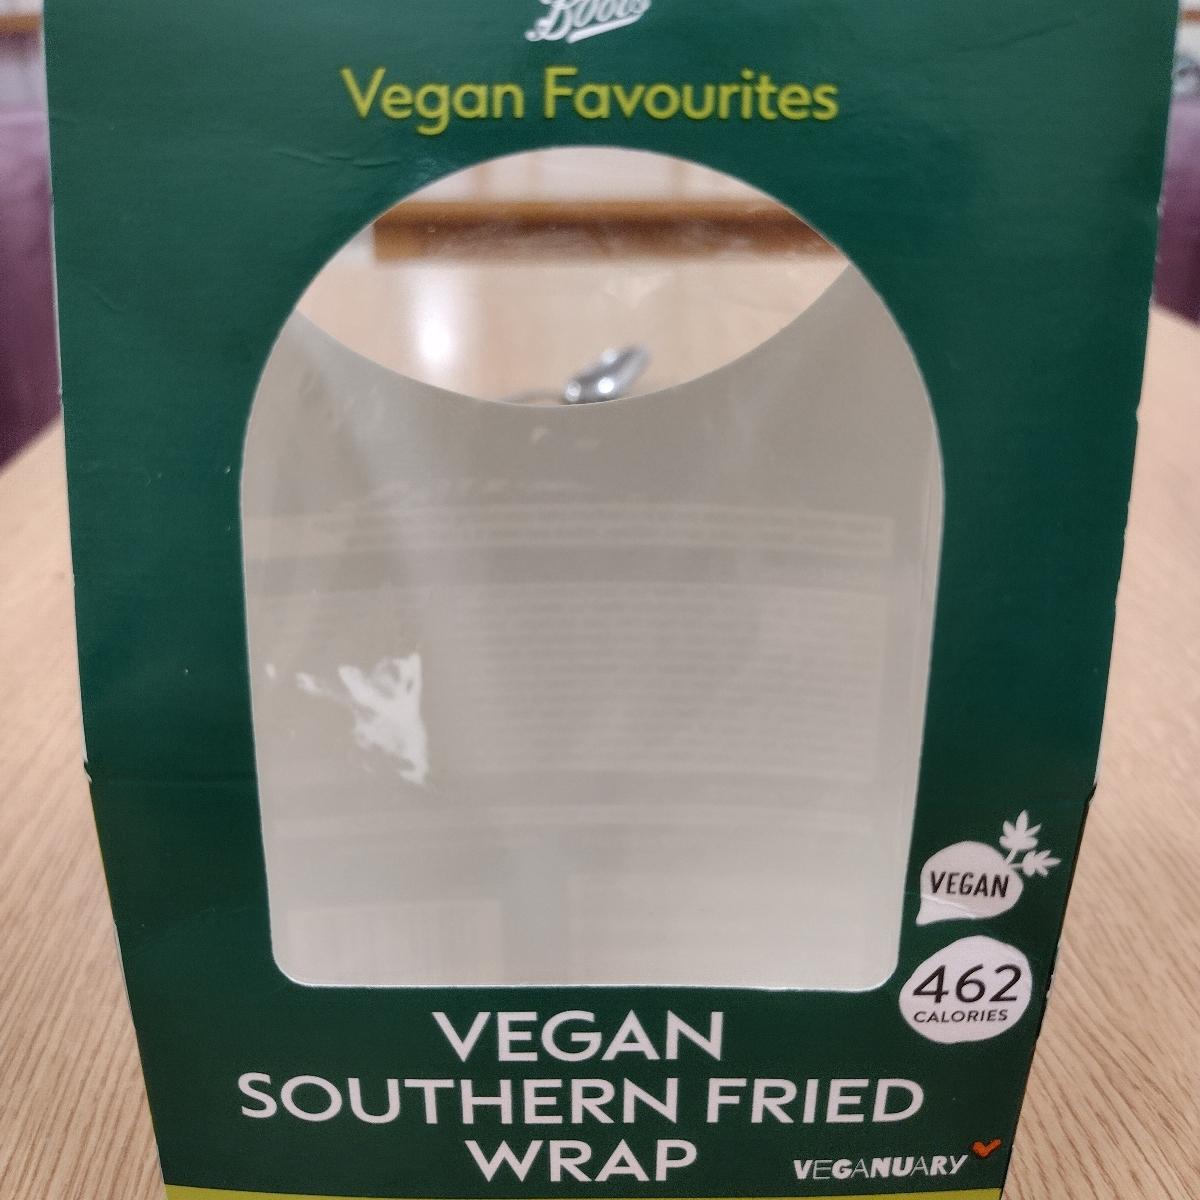 Boots
Vegan Favourites
VEGAN
462
CALORIES
VEGAN
SOUTHERN FRIED
WRAP
VEGANUARY